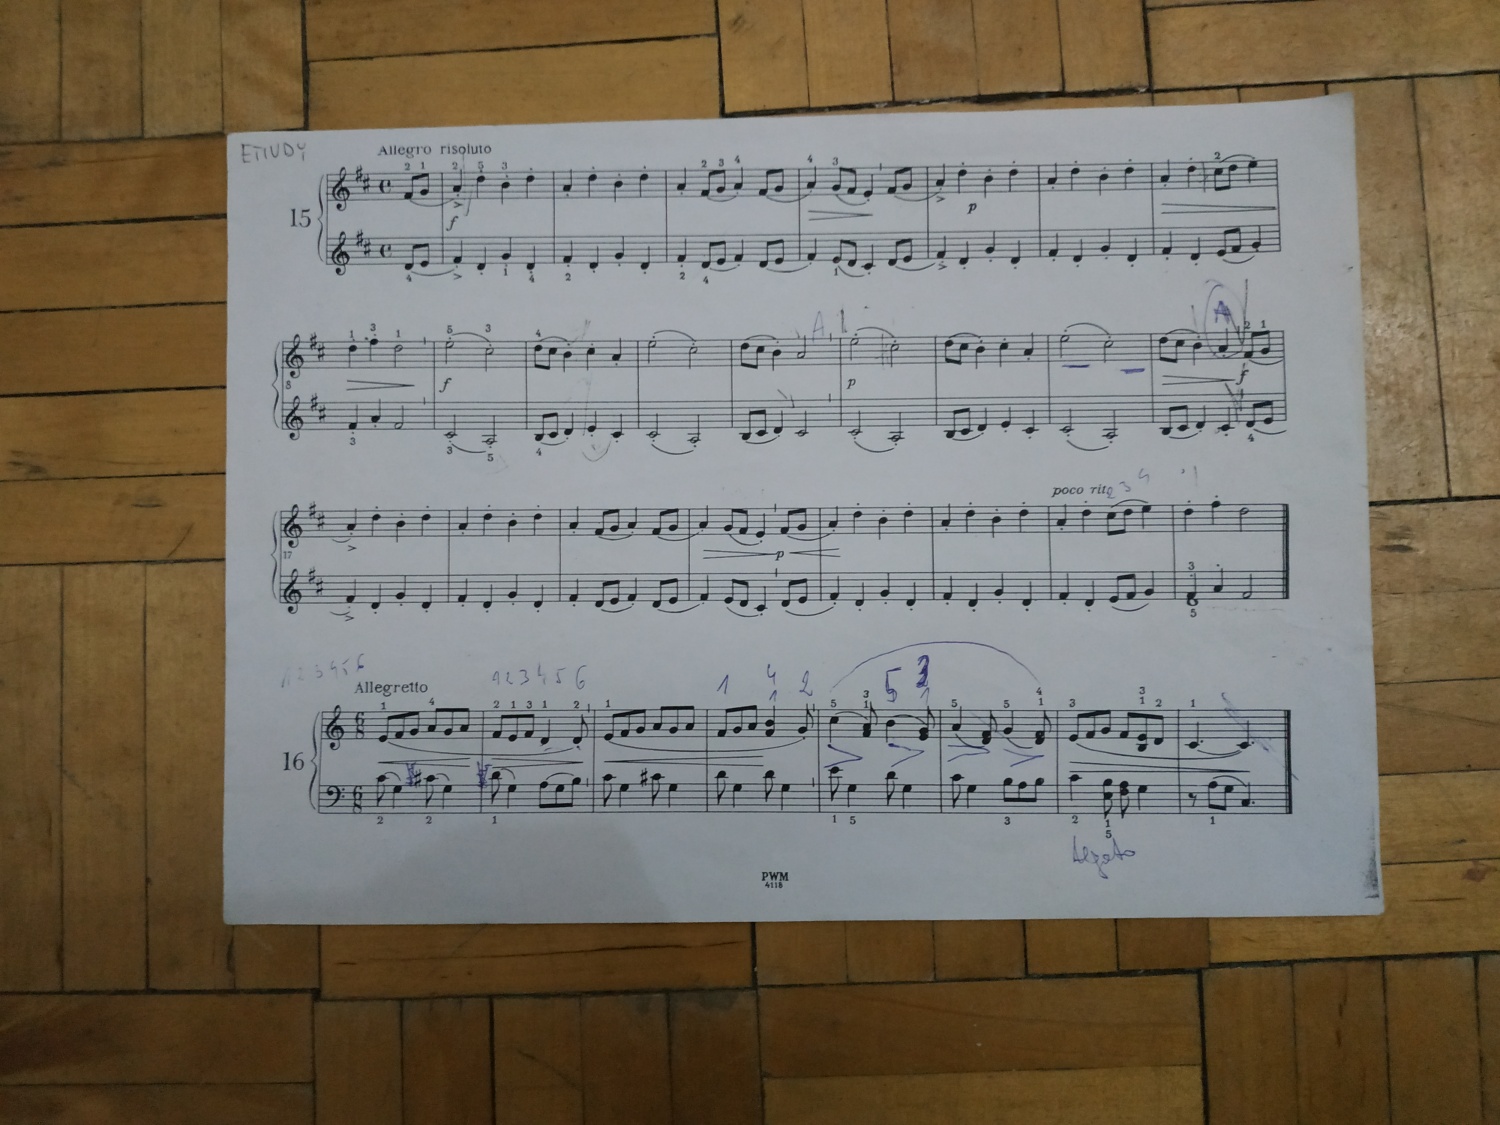 ETIUDY
Allegro risoluto
2 1 2 5 3 2 3 4 4 3 2
15
f p
4 1 4 2 2 4 1
1 3 1 5 3 4 A A 2 1
8
f p f
3 3 5 4 4
poco rit. 2 3 4
17
p
3
5
1 2 3 4 5 6
Allegretto
1 2 3 4 5 6 1 4 2 5 3
1 4 2 1 3 1 2 1 1 5 3 1 1 5 5 4 1 3 3 1 2 1
16
6 8
6 8
2 2 1 1 5 3 2 1 5 1
legato
PWM
4118